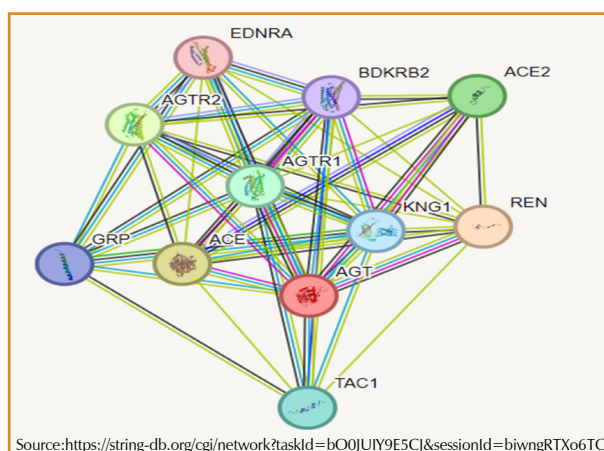 EDNRA
BDKRB2
ACE2
AGTR2
AGTR1
KNG1
REN
GRP
ACE
AGT
TAC1
Source:https://string-db.org/cgi/network?taskId=bO0JUIY9E5CJ&sessionId=biwngRTXo6TC